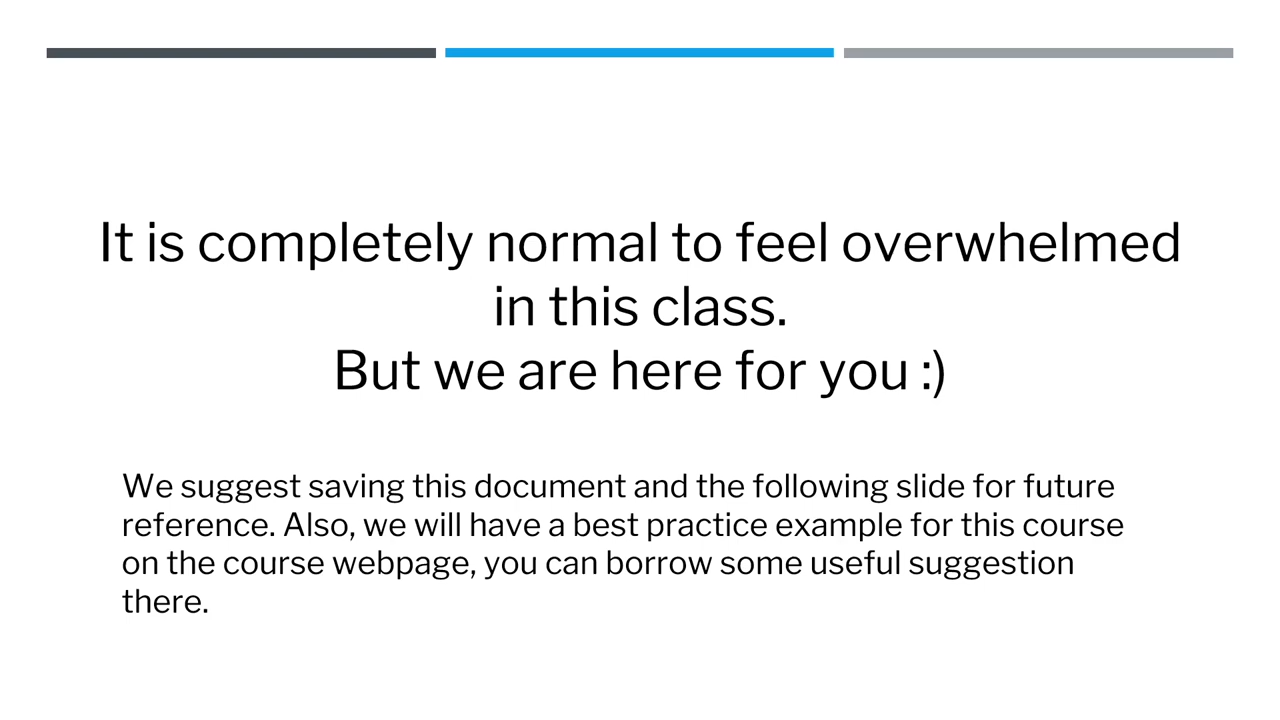 It is completely normal to feel overwhelmed
in this class.
But we are here for you :)
We suggest saving this document and the following slide for future
reference. Also, we will have a best practice example for this course
on the course webpage, you can borrow some useful suggestion
there.